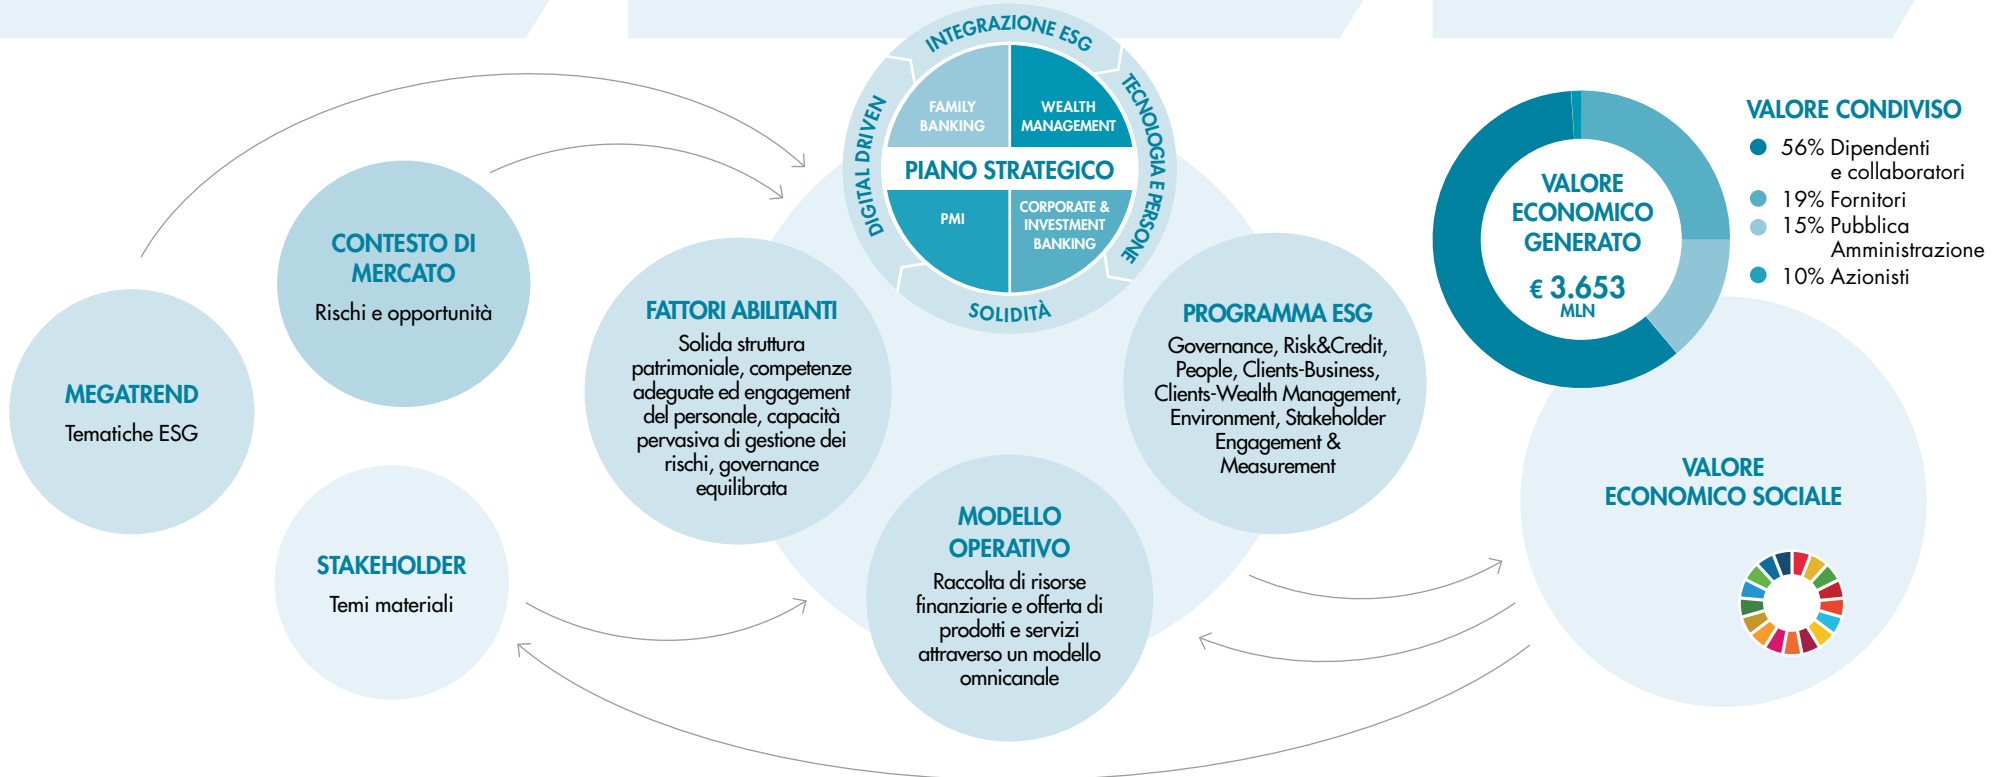 MEGATREND
Tematiche ESG
CONTESTO DI
MERCATO
Rischi e opportunità
STAKEHOLDER
Temi materiali
FATTORI ABILITANTI
Solida struttura
patrimoniale, competenze
adeguate ed engagement
del personale, capacità
pervasiva di gestione dei
rischi, governance
equilibrata
INTEGRAZIONE ESG
TECNOLOGIA E PERSONE
SOLIDITÀ
DIGITAL DRIVEN
FAMILY
BANKING
WEALTH
MANAGEMENT
PIANO STRATEGICO
PMI
CORPORATE &
INVESTMENT
BANKING
MODELLO
OPERATIVO
Raccolta di risorse
finanziarie e offerta di
prodotti e servizi
attraverso un modello
omnicanale
PROGRAMMA ESG
Governance, Risk&Credit,
People, Clients-Business,
Clients-Wealth Management,
Environment, Stakeholder
Engagement &
Measurement
VALORE
ECONOMICO
GENERATO
€ 3.653
MLN
VALORE CONDIVISO
56% Dipendenti
e collaboratori
19% Fornitori
15% Pubblica
Amministrazione
10% Azionisti
VALORE
ECONOMICO SOCIALE